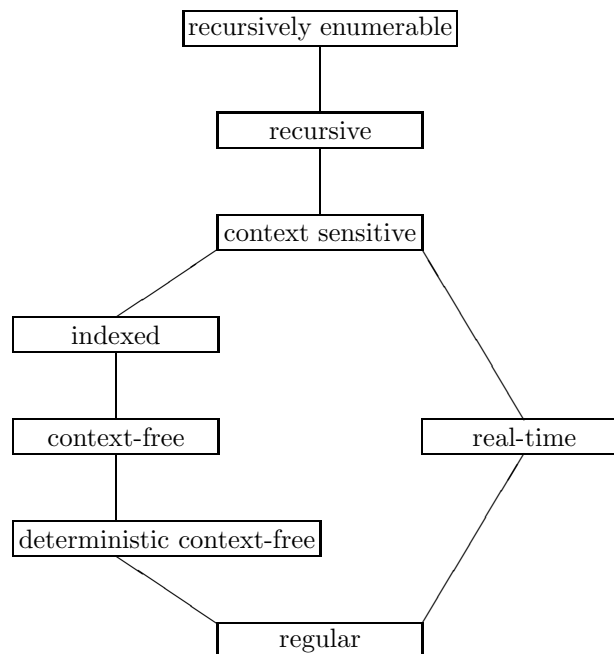 recursively enumerable
recursive
context sensitive
indexed
context-free
real-time
deterministic context-free
regular